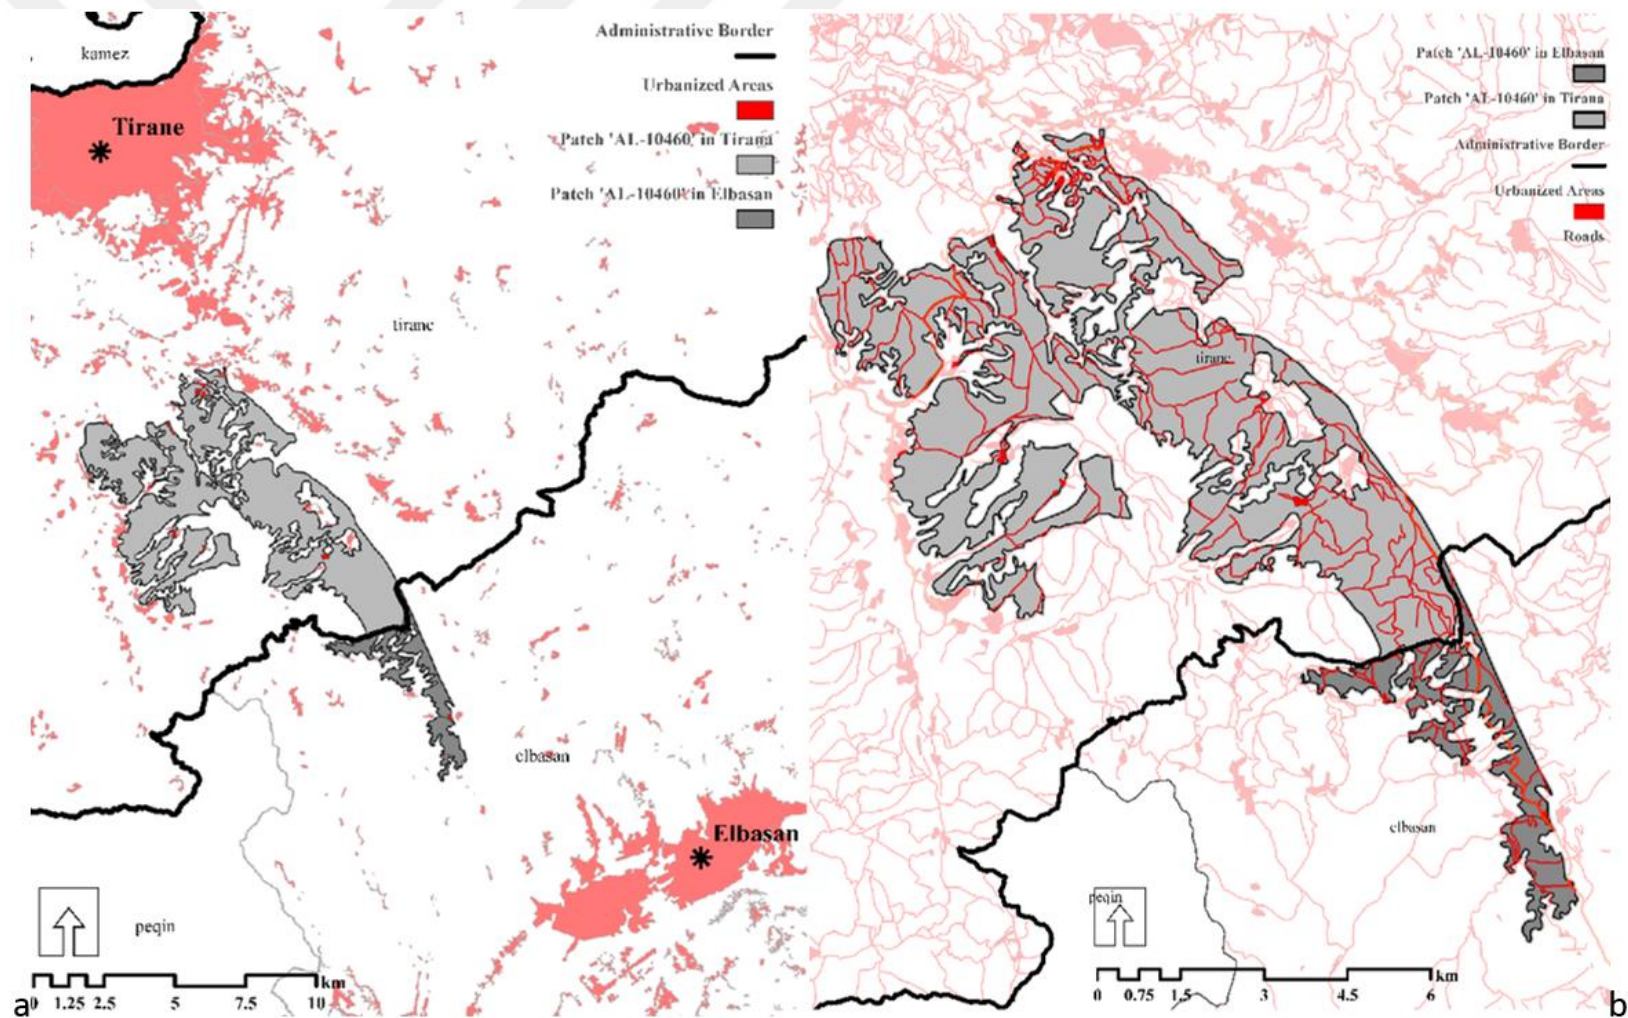 kamez
Tirane
Administrative Border
Urbanized Areas
Patch 'AL-10460' in Tirana
Patch 'AL-10460' in Elbasan
tirane
elbasan
Elbasan
peqin
km
0 1.25 2.5 5 7.5 10
a
Patch 'AL-10460' in Elbasan
Patch 'AL-10460' in Tirana
Administrative Border
Urbanized Areas
Roads
tirane
elbasan
peqin
km
0 0.75 1.5 3 4.5 6
b